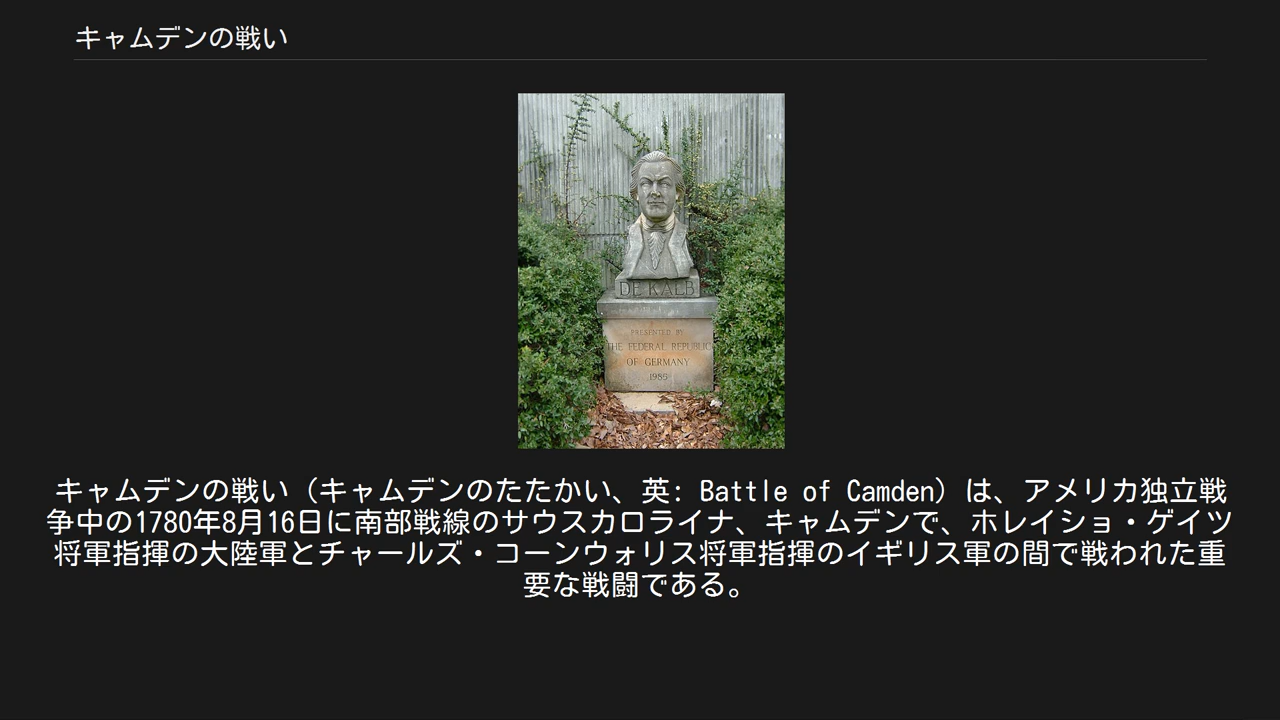 キャムデンの戦い
DE KALB
PRESENTED BY
THE FEDERAL REPUBLIC
OF GERMANY
1985
キャムデンの戦い（キャムデンのたたかい、英: Battle of Camden）は、アメリカ独立戦
争中の1780年8月16日に南部戦線のサウスカロライナ、キャムデンで、ホレイショ・ゲイツ
将軍指揮の大陸軍とチャールズ・コーンウォリス将軍指揮のイギリス軍の間で戦われた重
要な戦闘である。